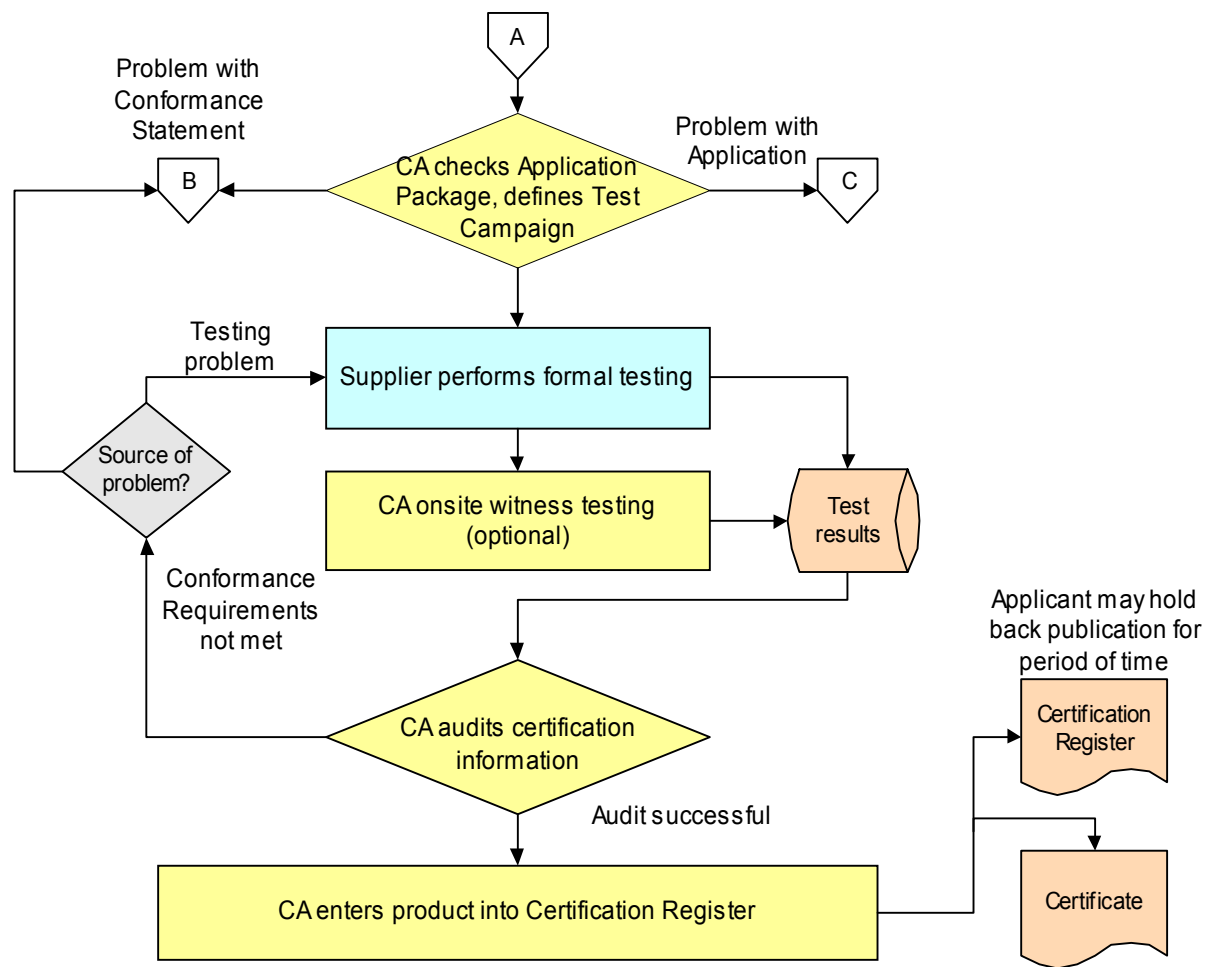 A
Problem with
Conformance
Statement
Problem with
Application
B
CA checks Application
Package, defines Test
Campaign
C
Testing
problem
Supplier performs formal testing
Source of
problem?
CA onsite witness testing
(optional)
Test
results
Conformance
Requirements
not met
Applicant may hold
back publication for
period of time
CA audits certification
information
Certification
Register
Audit successful
CA enters product into Certification Register
Certificate